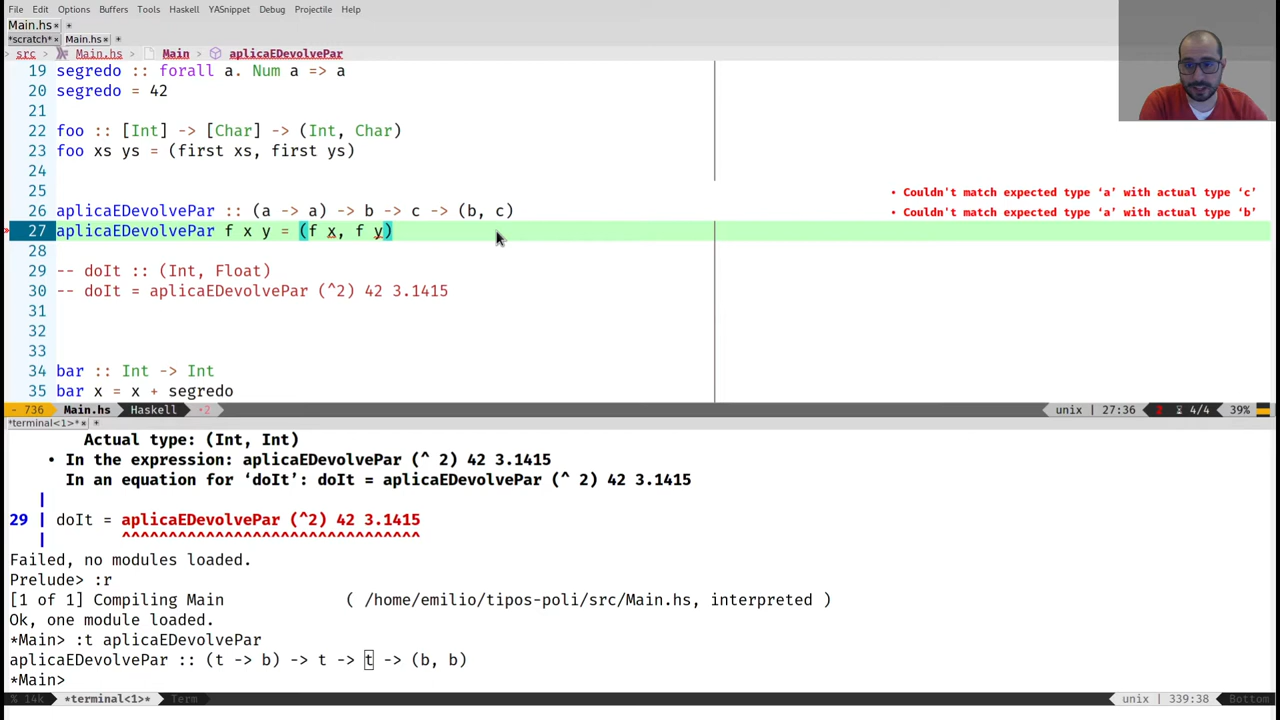 File Edit Options Buffers Tools Haskell YASnippet Debug Projectile Help
Main.hs × +
*scratch* × Main.hs × +
> src > Main.hs > Main > aplicaEDevolvePar
19 segredo :: forall a. Num a => a
20 segredo = 42
21
22 foo :: [Int] -> [Char] -> (Int, Char)
23 foo xs ys = (first xs, first ys)
24
25
• Couldn't match expected type ‘a’ with actual type ‘c’
26 aplicaEDevolvePar :: (a -> a) -> b -> c -> (b, c)
• Couldn't match expected type ‘a’ with actual type ‘b’
27 aplicaEDevolvePar f x y = (f x, f y)
28
29 -- doIt :: (Int, Float)
30 -- doIt = aplicaEDevolvePar (^2) 42 3.1415
31
32
33
34 bar :: Int -> Int
35 bar x = x + segredo
- 736 Main.hs Haskell •2 unix | 27:36 2 4/4 39%
*terminal<1>* × +
Actual type: (Int, Int)
• In the expression: aplicaEDevolvePar (^ 2) 42 3.1415
In an equation for ‘doIt’: doIt = aplicaEDevolvePar (^ 2) 42 3.1415
|
29 | doIt = aplicaEDevolvePar (^2) 42 3.1415
| ^^^^^^^^^^^^^^^^^^^^^^^^^^^^^^^^
Failed, no modules loaded.
Prelude> :r
[1 of 1] Compiling Main ( /home/emilio/tipos-poli/src/Main.hs, interpreted )
Ok, one module loaded.
*Main> :t aplicaEDevolvePar
aplicaEDevolvePar :: (t -> b) -> t -> t -> (b, b)
*Main>
% 14k *terminal<1>* Term unix | 339:38 Bottom